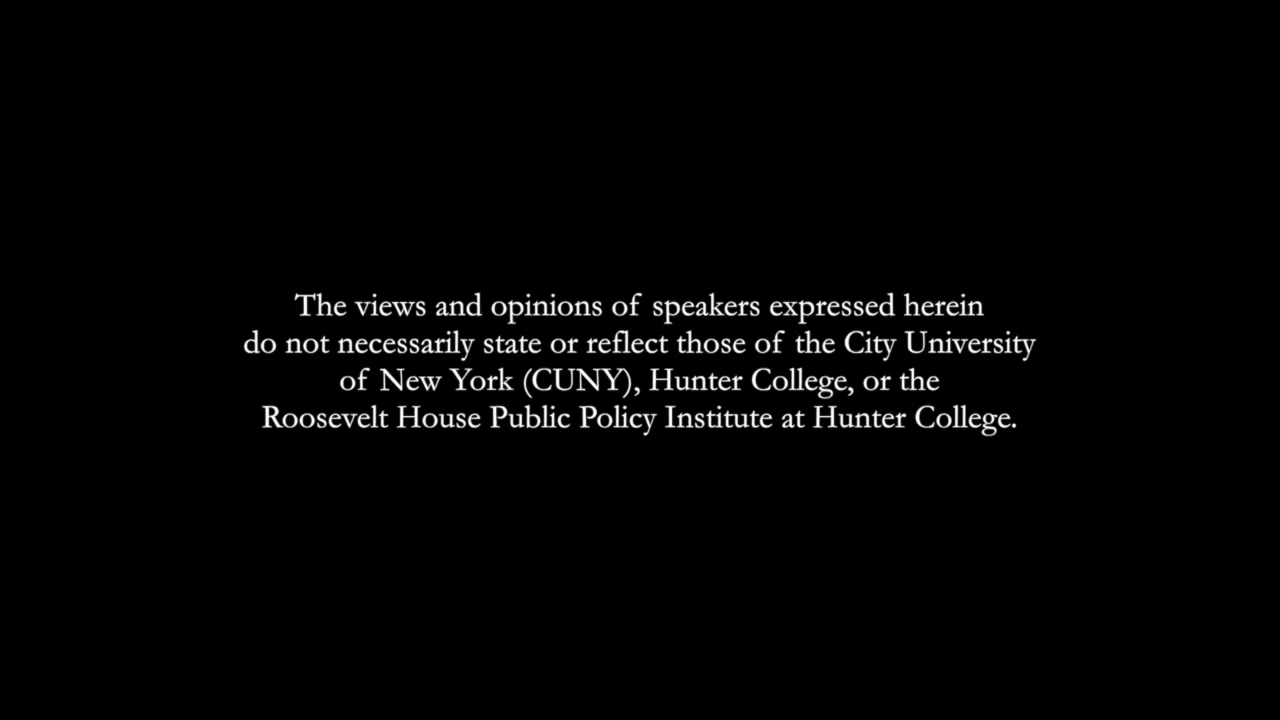 The views and opinions of speakers expressed herein
do not necessarily state or reflect those of the City University
of New York (CUNY), Hunter College, or the
Roosevelt House Public Policy Institute at Hunter College.